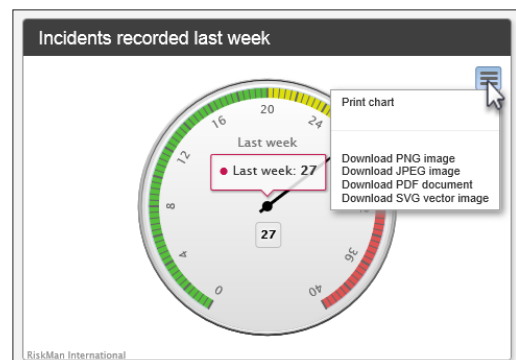 Incidents recorded last week
Print chart
Download PNG image
Download JPEG image
Download PDF document
Download SVG vector image
Last week
Last week: 27
27
0
4
8
12
16
20
24
36
40
RiskMan International